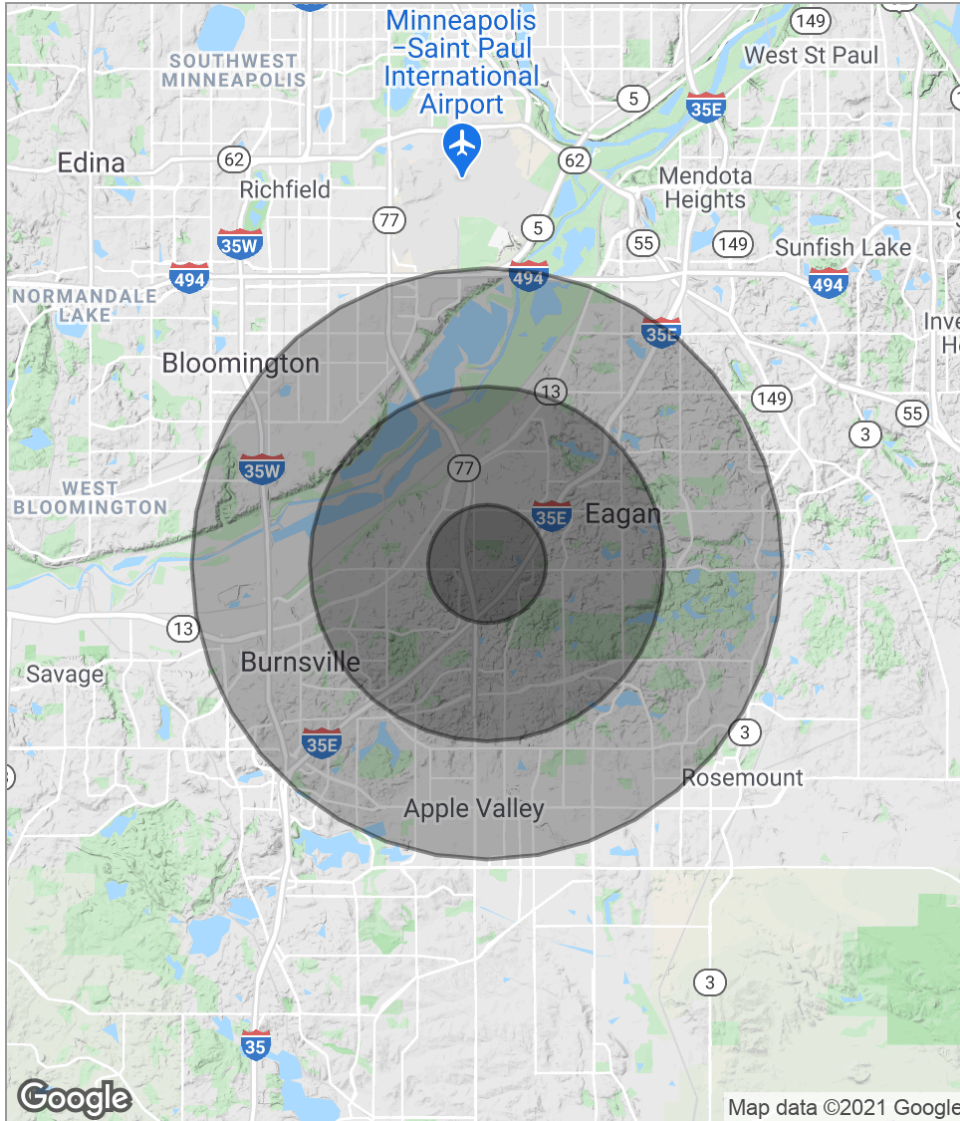 149
Minneapolis
–Saint Paul
International
Airport
West St Paul
SOUTHWEST
MINNEAPOLIS
5
35E
Edina
62
62
Richfield
Mendota
Heights
77
5
55
149
35W
Sunfish Lake
494
494
494
NORMANDALE
LAKE
35E
Bloomington
13
149
55
3
35W
77
WEST
BLOOMINGTON
35E
Eagan
13
Burnsville
Savage
35E
3
Rosemount
Apple Valley
3
35
Google
Map data ©2021 Google